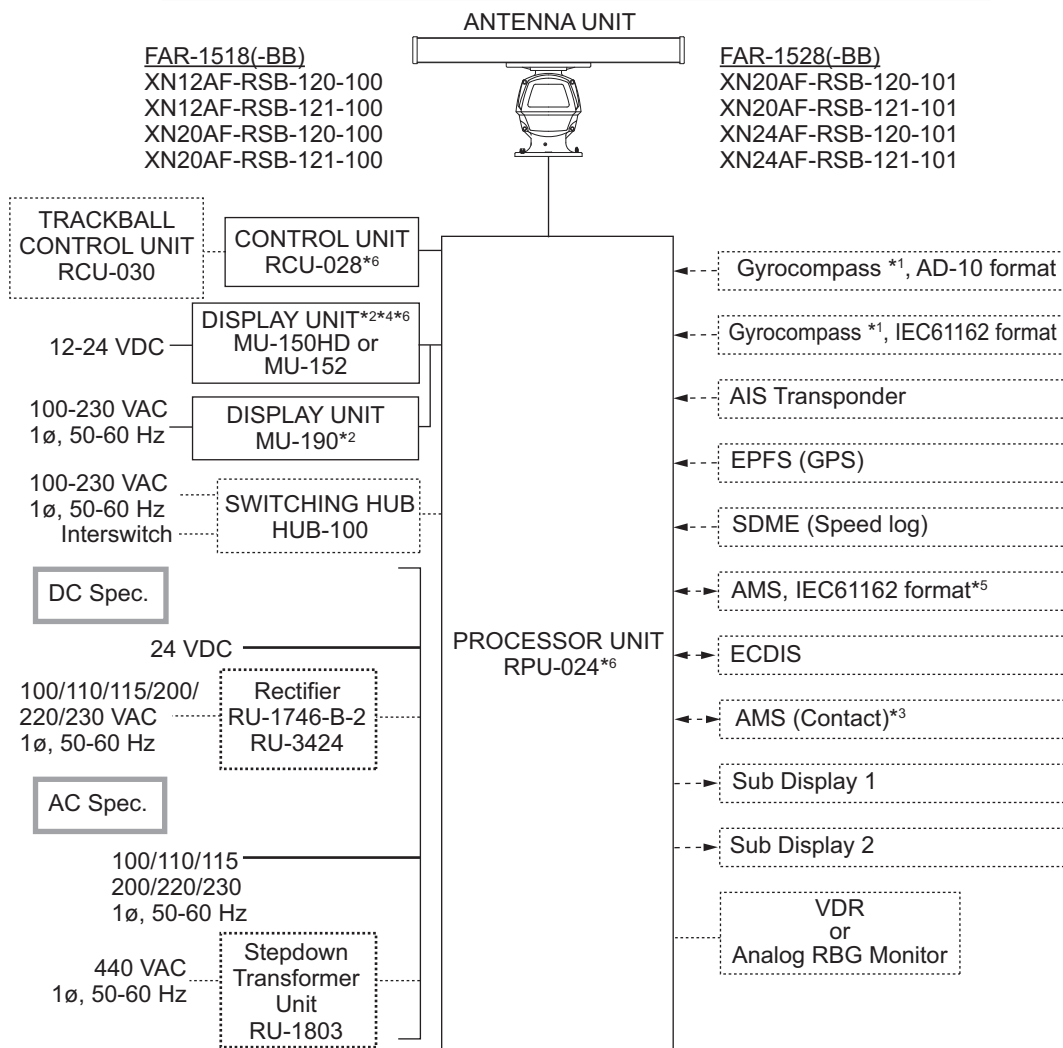 ANTENNA UNIT
FAR-1518(-BB)
XN12AF-RSB-120-100
XN12AF-RSB-121-100
XN20AF-RSB-120-100
XN20AF-RSB-121-100
FAR-1528(-BB)
XN20AF-RSB-120-101
XN20AF-RSB-121-101
XN24AF-RSB-120-101
XN24AF-RSB-121-101
TRACKBALL
CONTROL UNIT
RCU-030
CONTROL UNIT
RCU-028*6
12-24 VDC
DISPLAY UNIT*2*4*6
MU-150HD or
MU-152
100-230 VAC
1ø, 50-60 Hz
DISPLAY UNIT
MU-190*2
100-230 VAC
1ø, 50-60 Hz
Interswitch
SWITCHING HUB
HUB-100
DC Spec.
24 VDC
100/110/115/200/
220/230 VAC
1ø, 50-60 Hz
Rectifier
RU-1746-B-2
RU-3424
AC Spec.
100/110/115
200/220/230
1ø, 50-60 Hz
440 VAC
1ø, 50-60 Hz
Stepdown
Transformer
Unit
RU-1803
PROCESSOR UNIT
RPU-024*6
Gyrocompass *1, AD-10 format
Gyrocompass *1, IEC61162 format
AIS Transponder
EPFS (GPS)
SDME (Speed log)
AMS, IEC61162 format*5
ECDIS
AMS (Contact)*3
Sub Display 1
Sub Display 2
VDR
or
Analog RBG Monitor